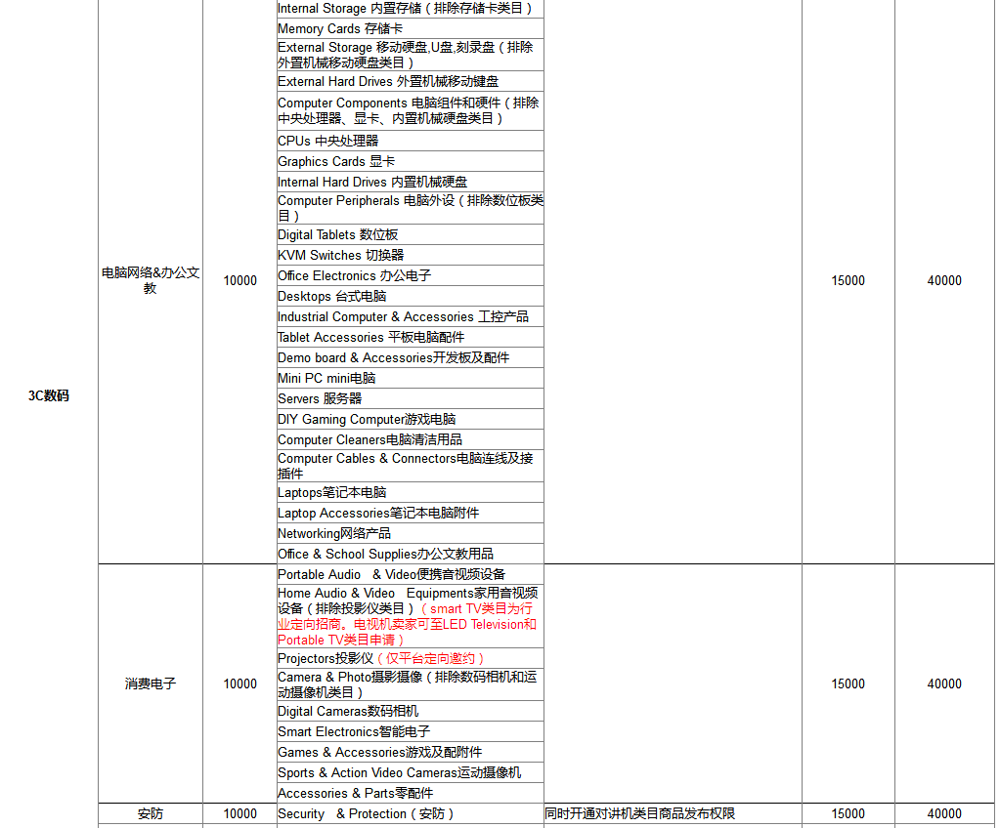 Internal Storage 内置存储（排除存储卡类目）
Memory Cards 存储卡
External Storage 移动硬盘,U盘,刻录盘（排除
外置机械移动硬盘类目）
External Hard Drives 外置机械移动键盘
Computer Components 电脑组件和硬件（排除
中央处理器、显卡、内置机械硬盘类目）
CPUs 中央处理器
Graphics Cards 显卡
Internal Hard Drives 内置机械硬盘
Computer Peripherals 电脑外设（排除数位板类
目）
Digital Tablets 数位板
KVM Switches 切换器
电脑网络&办公文
教
10000
Office Electronics 办公电子
15000
40000
Desktops 台式电脑
Industrial Computer & Accessories 工控产品
Tablet Accessories 平板电脑配件
Demo board & Accessories开发板及配件
Mini PC mini电脑
3C数码
Servers 服务器
DIY Gaming Computer游戏电脑
Computer Cleaners电脑清洁用品
Computer Cables & Connectors电脑连线及接
插件
Laptops笔记本电脑
Laptop Accessories笔记本电脑附件
Networking网络产品
Office & School Supplies办公文教用品
Portable Audio & Video便携音视频设备
Home Audio & Video Equipments家用音视频
设备（排除投影仪类目）（smart TV类目为行
业定向招商。电视机卖家可至LED Television和
Portable TV类目申请）
Projectors投影仪（仅平台定向邀约）
消费电子
10000
Camera & Photo摄影摄像（排除数码相机和运
动摄像机类目）
15000
40000
Digital Cameras数码相机
Smart Electronics智能电子
Games & Accessories游戏及配附件
Sports & Action Video Cameras运动摄像机
Accessories & Parts零配件
安防
10000
Security & Protection（安防）
同时开通对讲机类目商品发布权限
15000
40000